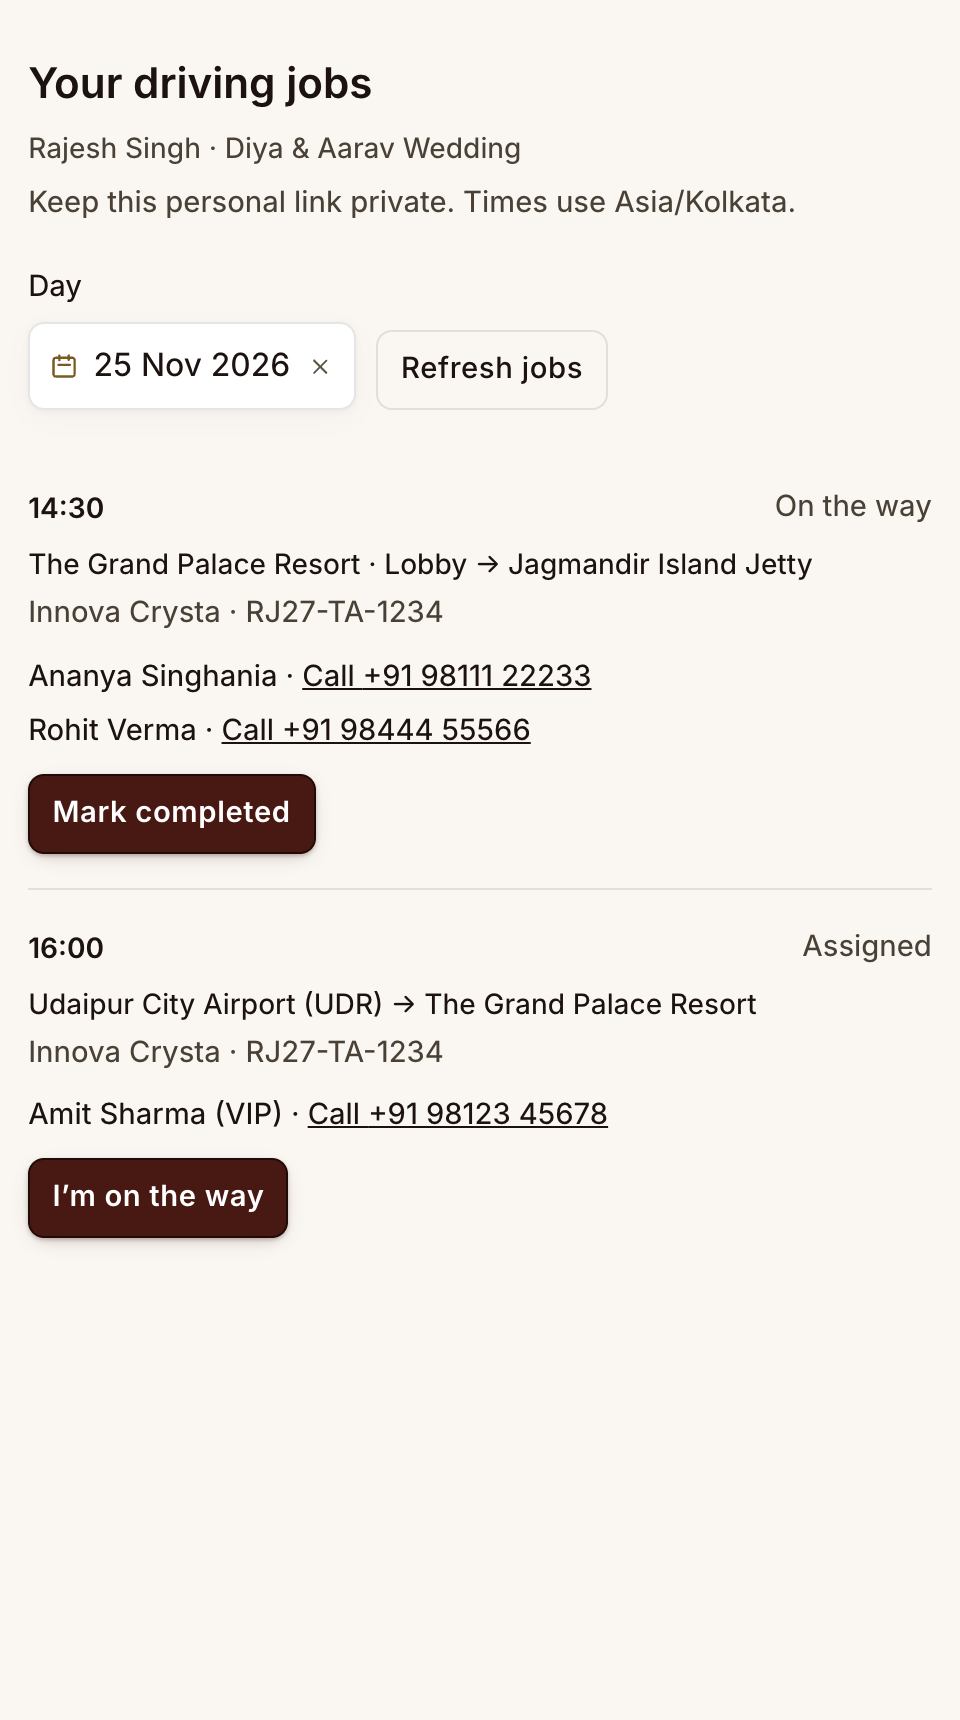 Your driving jobs
Rajesh Singh · Diya & Aarav Wedding
Keep this personal link private. Times use Asia/Kolkata.
Day
25 Nov 2026 ×
Refresh jobs
14:30
On the way
The Grand Palace Resort · Lobby → Jagmandir Island Jetty
Innova Crysta · RJ27-TA-1234
Ananya Singhania · Call +91 98111 22233
Rohit Verma · Call +91 98444 55566
Mark completed
16:00
Assigned
Udaipur City Airport (UDR) → The Grand Palace Resort
Innova Crysta · RJ27-TA-1234
Amit Sharma (VIP) · Call +91 98123 45678
I’m on the way